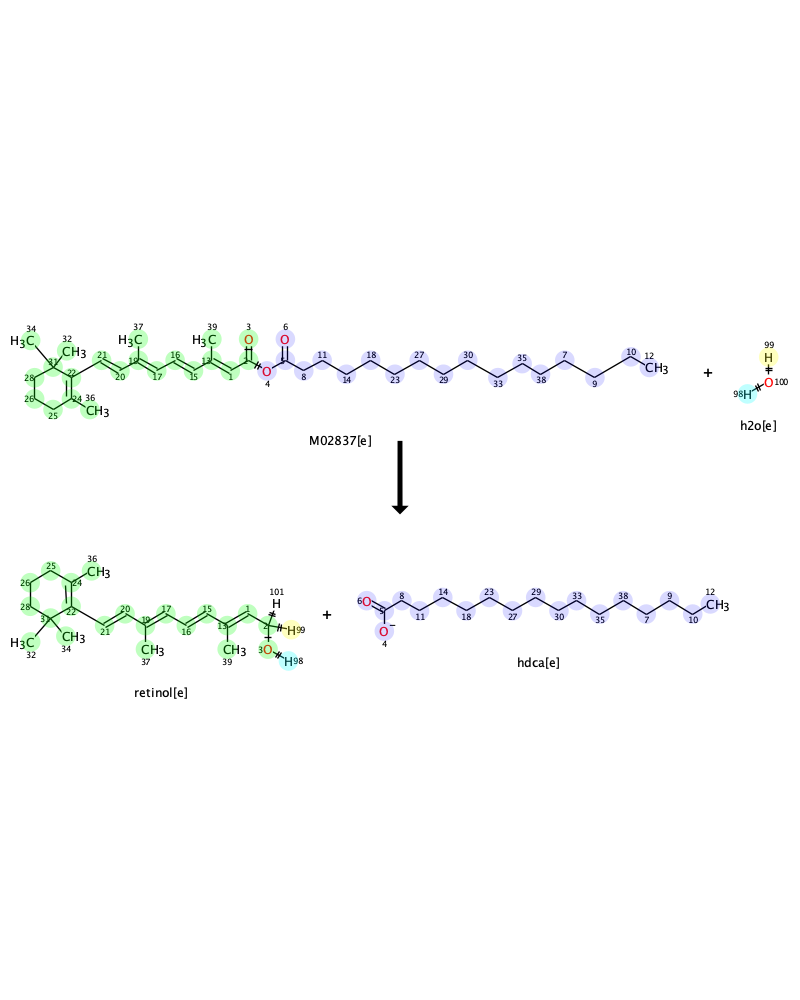 34 32 37 39 3 6 99
H₃C CH₃ H₃C H₃C O O H
31 21 19 16 13 2 5 11 18 27 30 35 7 10 12
28 22 20 17 15 1 O 8 14 23 29 33 38 9 CH₃ + 98H O 100
26 24 36 4
25 CH₃
h2o[e]
M02837[e]
25 36 101
26 24 CH₃ H
28 22 20 17 15 1 6O 8 14 23 29 33 38 9 12
31 21 19 16 13 2 H99 + 5 11 18 27 30 35 7 10 CH₃
H₃C CH₃ CH₃ CH₃ 3O H98 O⁻
32 34 37 39 4
hdca[e]
retinol[e]